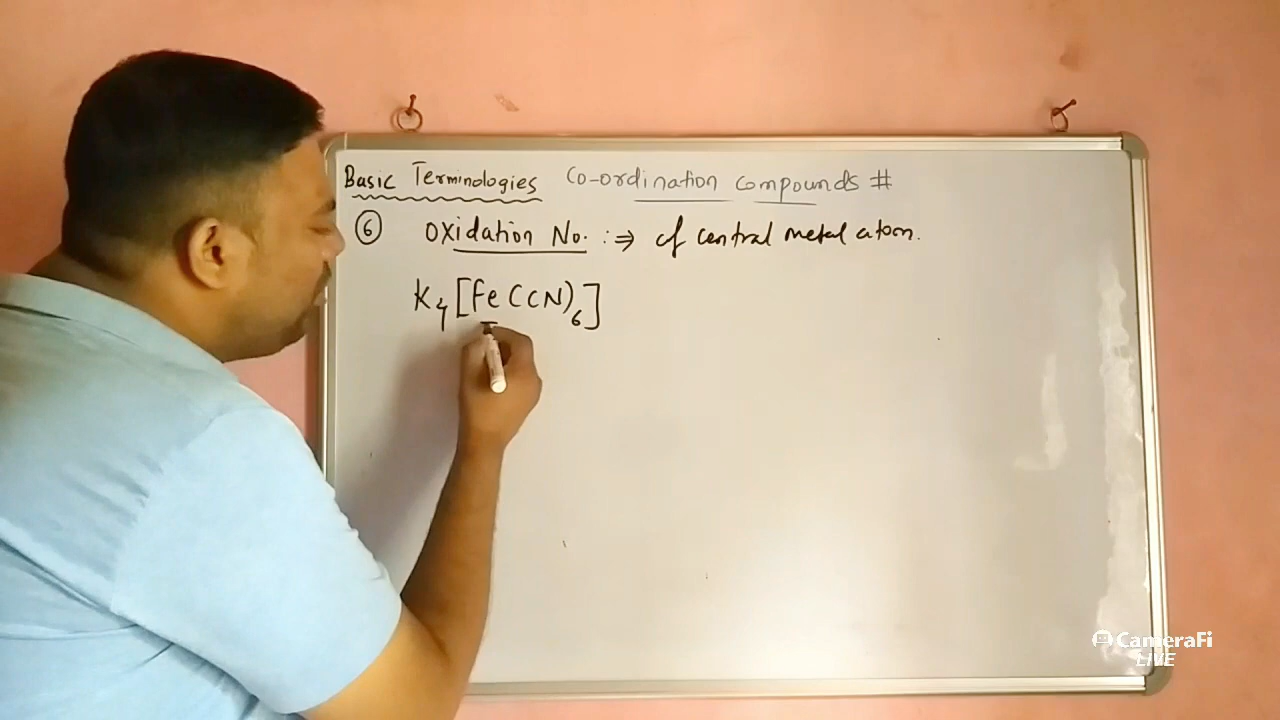 Basic Terminologies Co-ordination compounds #
⑥ Oxidation No. :⇒ of central metal atom.
K₄[Fe(CN)₆]
CameraFi
LIVE